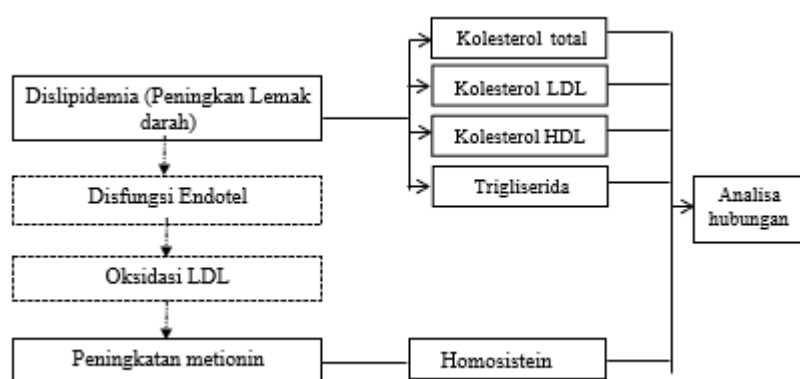 Kolesterol total
Dislipidemia (Peningkan Lemak
darah)
Kolesterol LDL
Kolesterol HDL
Trigliserida
Disfungsi Endotel
Analisa
hubungan
Oksidasi LDL
Peningkatan metionin
Homosistein